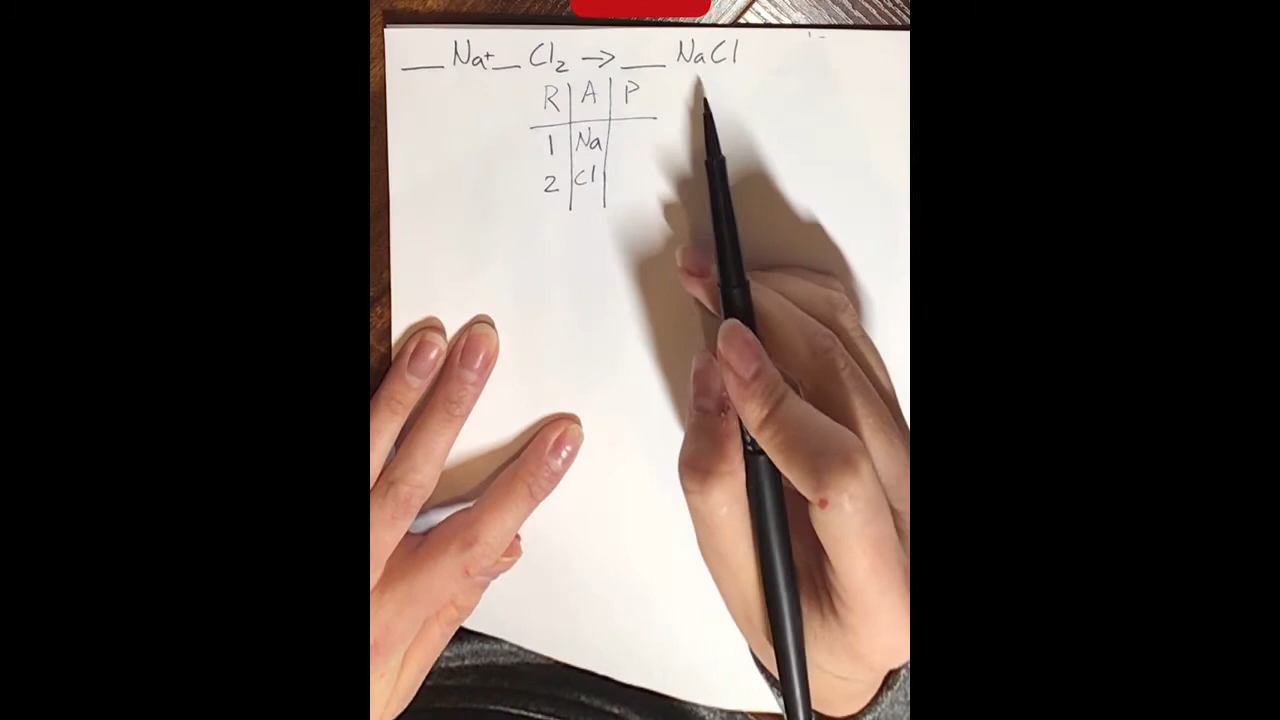 __ Na + __ Cl₂ → __ NaCl
R | A | P
1 | Na |
2 | Cl |